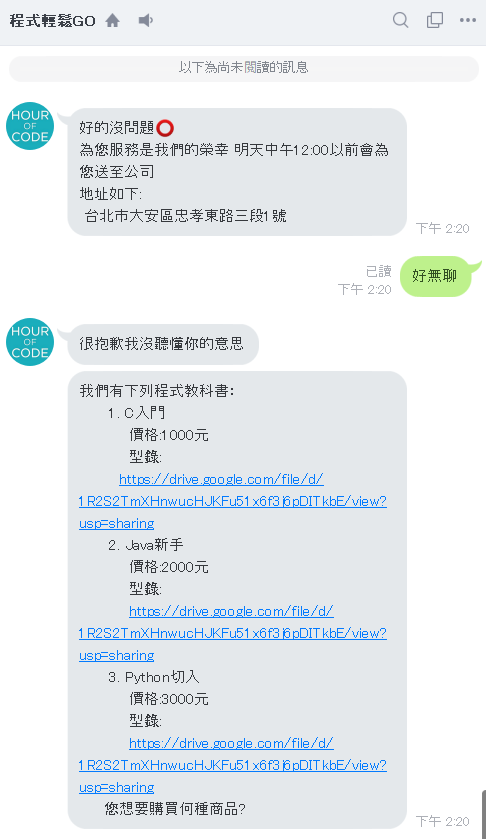 程式輕鬆GO
以下為尚未閱讀的訊息
HOUR
OF
CODE
好的沒問題⭕
為您服務是我們的榮幸 明天中午12:00以前會為
您送至公司
地址如下:
台北市大安區忠孝東路三段1號
下午 2:20
已讀
下午 2:20
好無聊
HOUR
OF
CODE
很抱歉我沒聽懂你的意思
我們有下列程式教科書:
1. C入門
價格:1000元
型錄:
https://drive.google.com/file/d/
1R2S2TmXHnwucHJKFu51x6f3j6pDITkbE/view?
usp=sharing
2. Java新手
價格:2000元
型錄:
https://drive.google.com/file/d/
1R2S2TmXHnwucHJKFu51x6f3j6pDITkbE/view?
usp=sharing
3. Python切入
價格:3000元
型錄:
https://drive.google.com/file/d/
1R2S2TmXHnwucHJKFu51x6f3j6pDITkbE/view?
usp=sharing
您想要購買何種商品?
下午 2:20